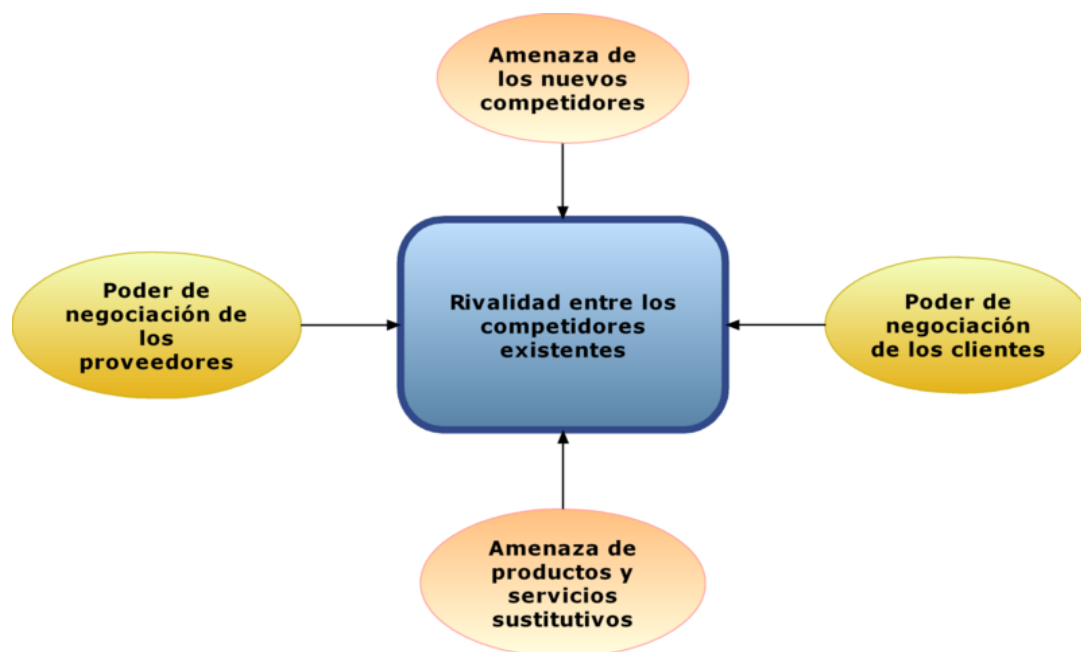 Amenaza de
los nuevos
competidores
Poder de
negociación de
los
proveedores
Rivalidad entre los
competidores
existentes
Poder de
negociación
de los clientes
Amenaza de
productos y
servicios
sustitutivos